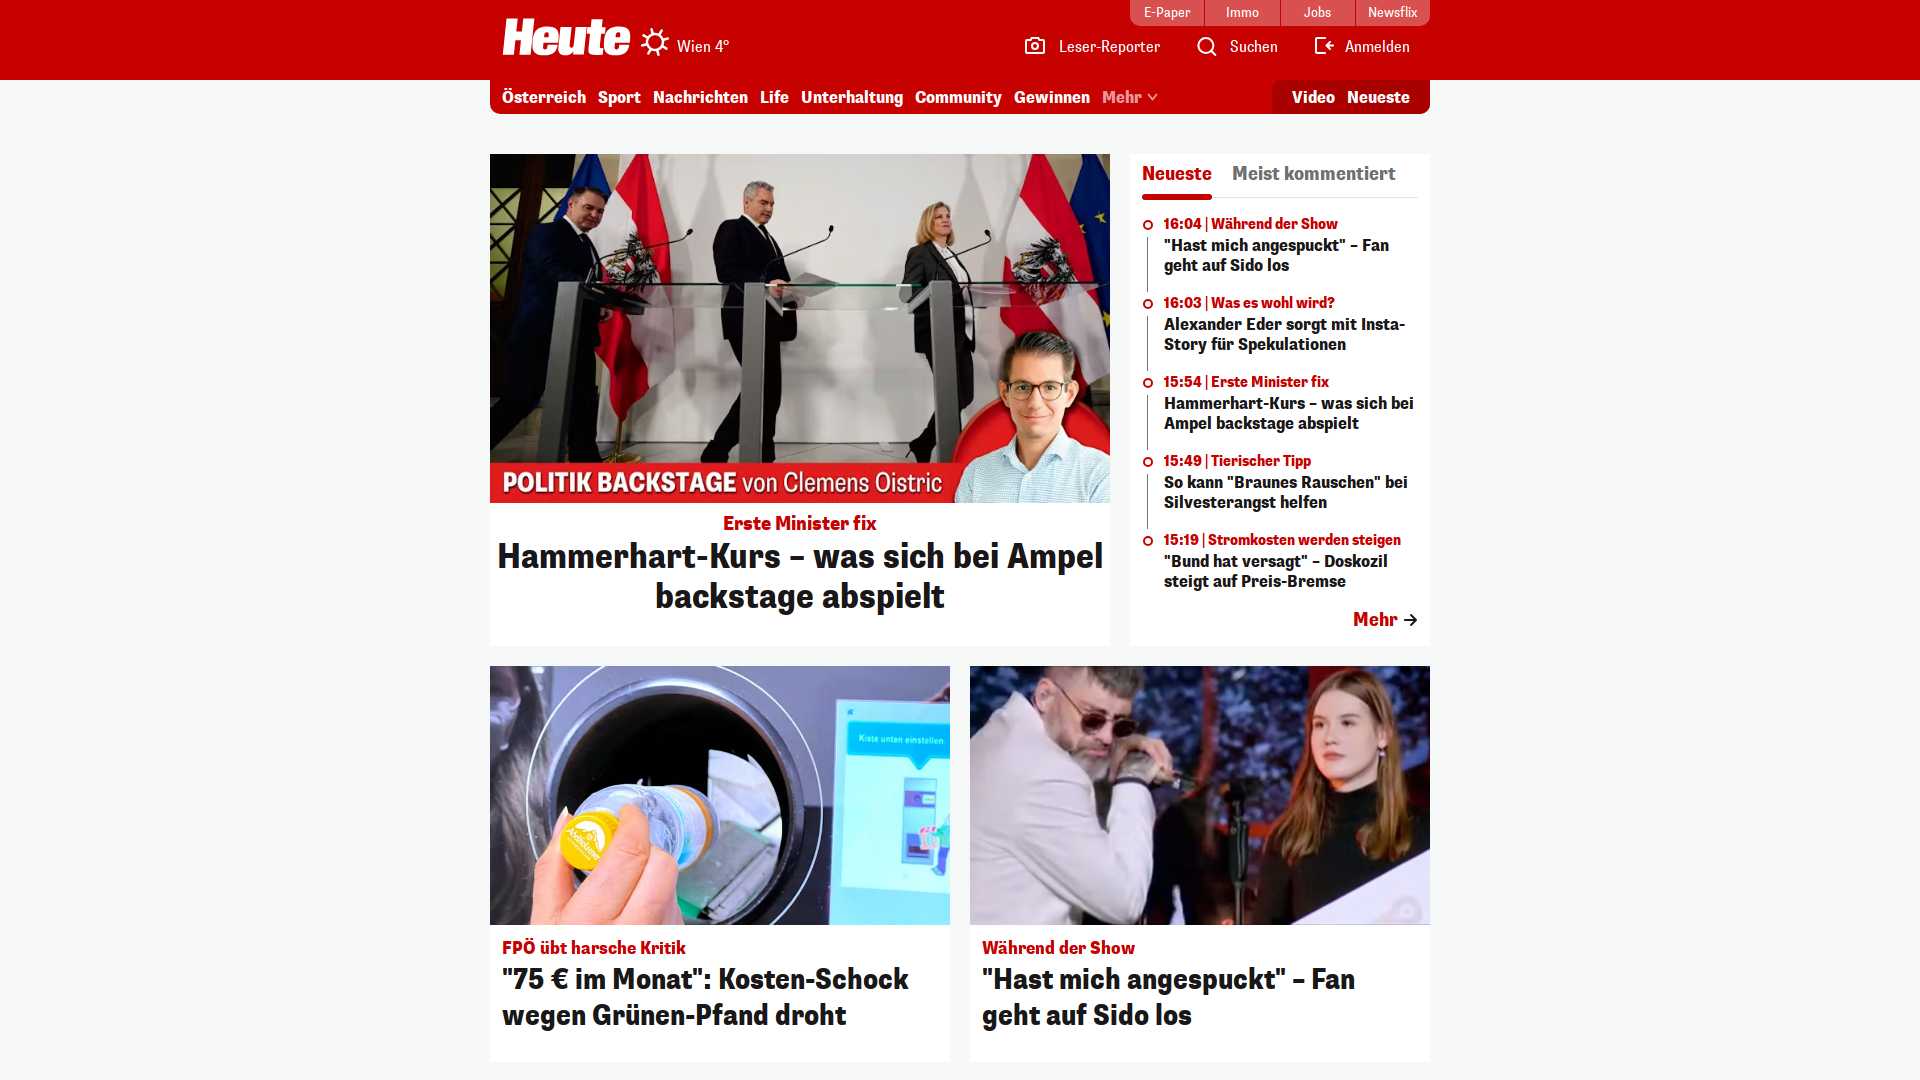 E-Paper
Immo
Jobs
Newsflix
Heute
Wien 4°
Leser-Reporter
Suchen
Anmelden
Österreich Sport Nachrichten Life Unterhaltung Community Gewinnen Mehr
Video Neueste
POLITIK BACKSTAGE von Clemens Oistric
Erste Minister fix
Hammerhart-Kurs – was sich bei Ampel
backstage abspielt
Neueste Meist kommentiert
16:04 | Während der Show
"Hast mich angespuckt" – Fan
geht auf Sido los
16:03 | Was es wohl wird?
Alexander Eder sorgt mit Insta-
Story für Spekulationen
15:54 | Erste Minister fix
Hammerhart-Kurs – was sich bei
Ampel backstage abspielt
15:49 | Tierischer Tipp
So kann "Braunes Rauschen" bei
Silvesterangst helfen
15:19 | Stromkosten werden steigen
"Bund hat versagt" – Doskozil
steigt auf Preis-Bremse
Mehr
Kiste unten einstellen
FPÖ übt harsche Kritik
"75 € im Monat": Kosten-Schock
wegen Grünen-Pfand droht
Während der Show
"Hast mich angespuckt" – Fan
geht auf Sido los